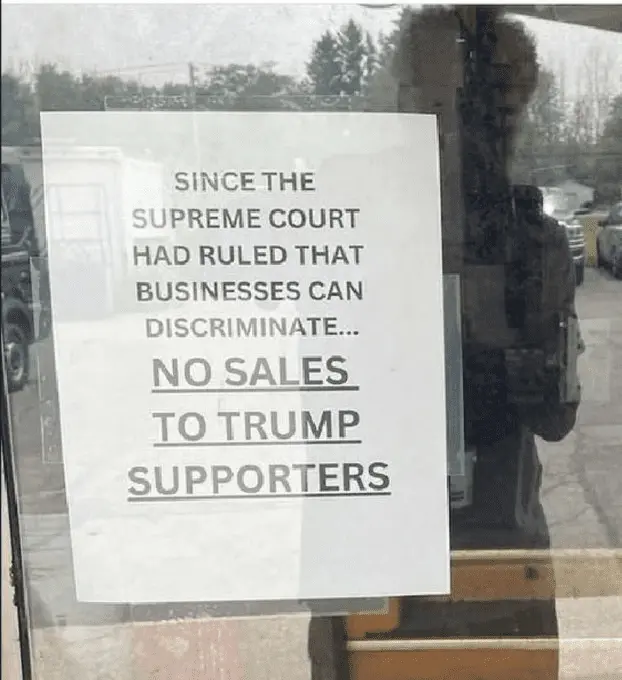 SINCE THE
SUPREME COURT
HAD RULED THAT
BUSINESSES CAN
DISCRIMINATE...
NO SALES
TO TRUMP
SUPPORTERS